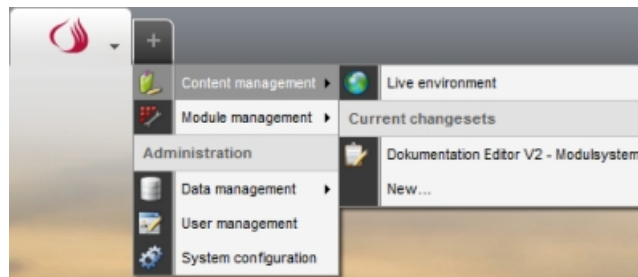 Content management
Module management
Administration
Data management
User management
System configuration
Live environment
Current changesets
Dokumentation Editor V2 - Modulsystem
New...